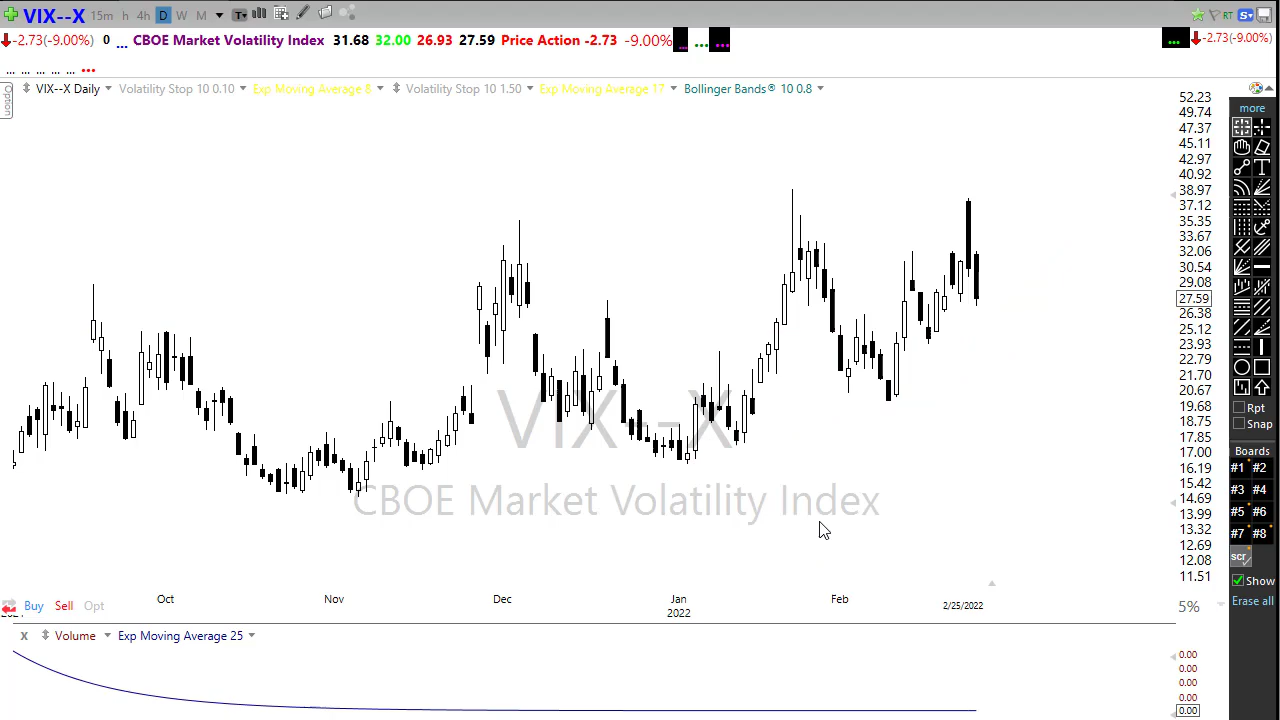 VIX--X 15m h 4h D W M T RT S
-2.73(-9.00%) 0 ... CBOE Market Volatility Index 31.68 32.00 26.93 27.59 Price Action -2.73 -9.00% ... ... ... ... -2.73(-9.00%)
... ... ... ... ... ...
Option
VIX--X Daily Volatility Stop 10 0.10 Exp Moving Average 8 Volatility Stop 10 1.50 Exp Moving Average 17 Bollinger Bands® 10 0.8
52.23
49.74
47.37
45.11
42.97
40.92
38.97
37.12
35.35
33.67
32.06
30.54
29.08
27.59
26.38
25.12
23.93
22.79
21.70
20.67
19.68
18.75
17.85
17.00
16.19
15.42
14.69
13.99
13.32
12.69
12.08
11.51
VIX--X
CBOE Market Volatility Index
more
Rpt
Snap
Boards
#1 #2
#3 #4
#5 #6
#7 #8
scr
Show
Erase all
Oct Nov Dec Jan Feb
2022 2/25/2022
Buy Sell Opt 5%
X Volume Exp Moving Average 25
0.00
0.00
0.00
0.00
0.00